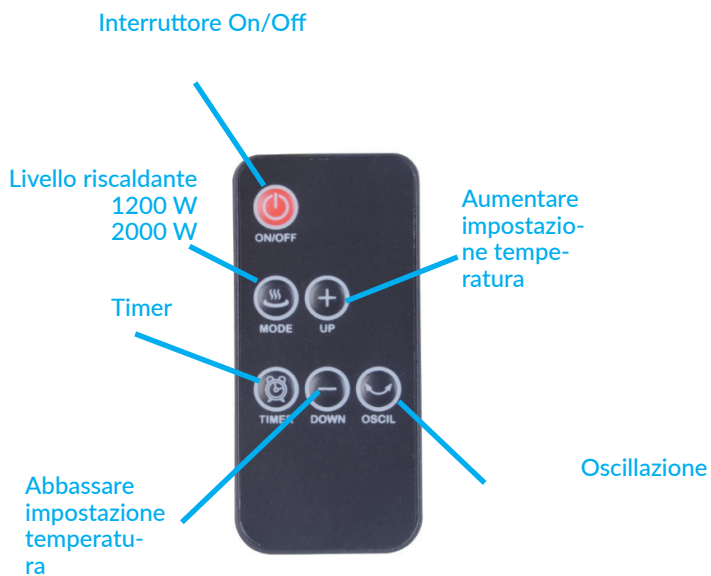 Interruttore On/Off
Livello riscaldante
1200 W
2000 W
Aumentare
impostazio-
ne tempe-
ratura
ON/OFF
MODE
UP
Timer
TIMER
DOWN
OSCIL
Oscillazione
Abbassare
impostazione
temperatu-
ra